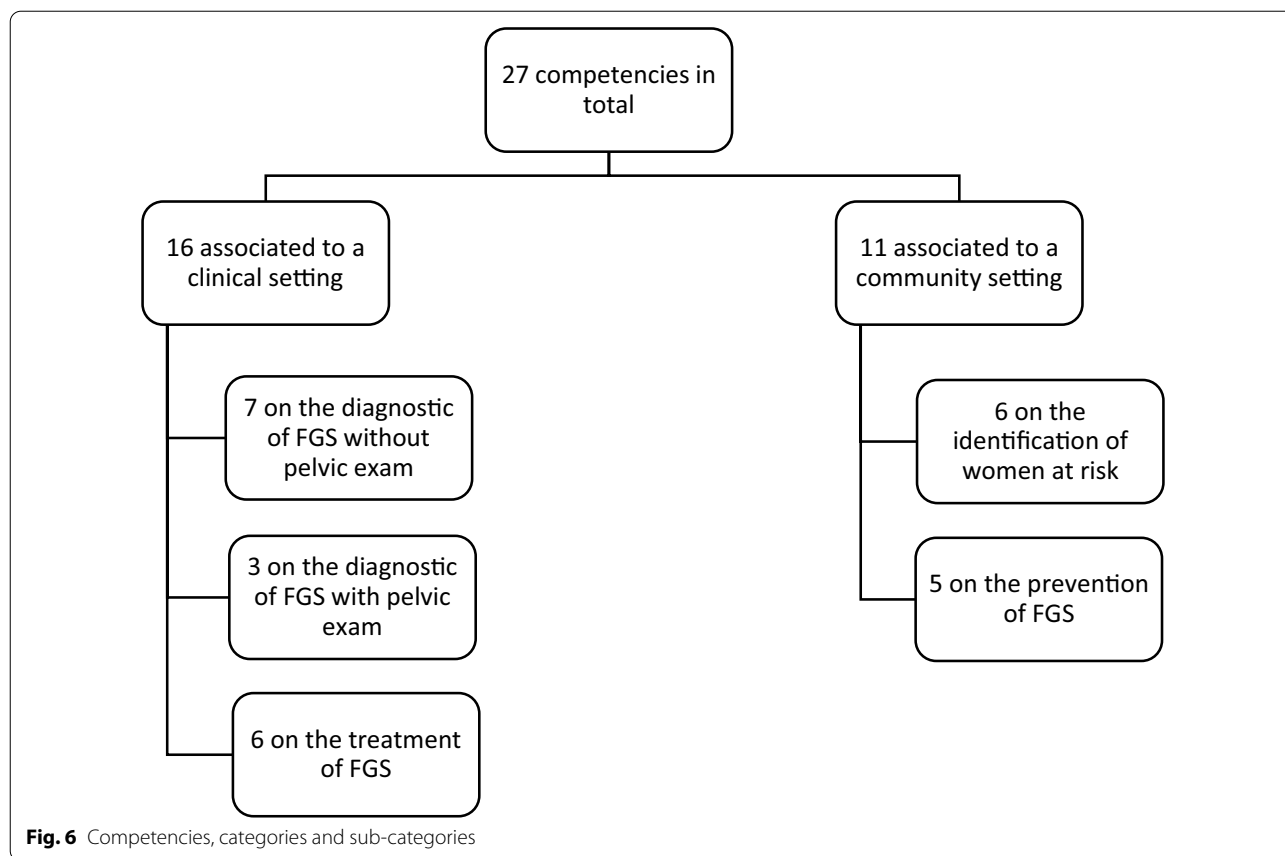 27 competencies in
total
16 associated to a
clinical setting
7 on the diagnostic
of FGS without
pelvic exam
3 on the diagnostic
of FGS with pelvic
exam
6 on the treatment
of FGS
11 associated to a
community setting
6 on the
identification of
women at risk
5 on the prevention
of FGS
Fig. 6 Competencies, categories and sub-categories